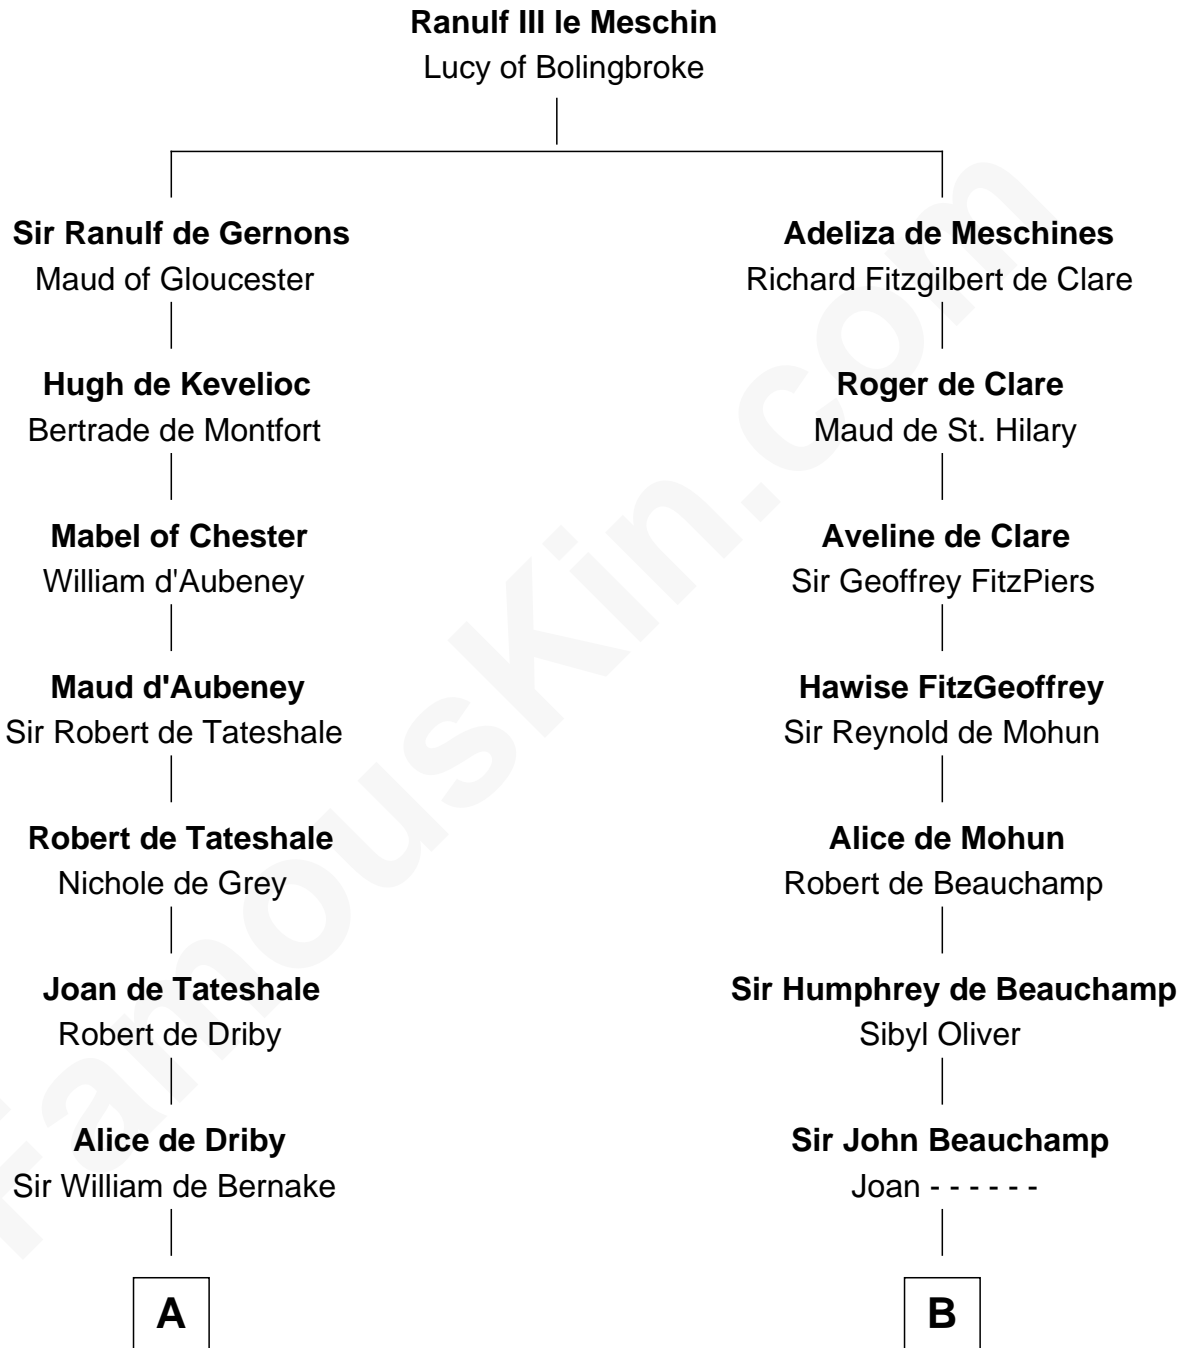 Ranulf III le Meschin
Lucy of Bolingbroke
Sir Ranulf de Gernons
Maud of Gloucester
Hugh de Kevelioc
Bertrade de Montfort
Mabel of Chester
William d'Aubeney
Maud d'Aubeney
Sir Robert de Tateshale
Robert de Tateshale
Nichole de Grey
Joan de Tateshale
Robert de Driby
Alice de Driby
Sir William de Bernake
A
Adeliza de Meschines
Richard Fitzgilbert de Clare
Roger de Clare
Maud de St. Hilary
Aveline de Clare
Sir Geoffrey FitzPiers
Hawise FitzGeoffrey
Sir Reynold de Mohun
Alice de Mohun
Robert de Beauchamp
Sir Humphrey de Beauchamp
Sibyl Oliver
Sir John Beauchamp
Joan - - - - - -
B
FamousKin.com